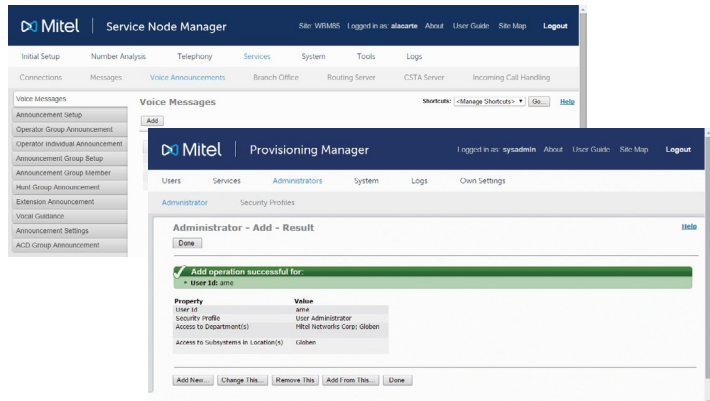 Mitel | Service Node Manager
Site: WBM85 Logged in as: alacarte About User Guide Site Map Logout
Initial Setup Number Analysis Telephony Services System Tools Logs
Connections Messages Voice Announcements Branch Office Routing Server CSTA Server Incoming Call Handling
Voice Messages
Announcement Setup
Operator Group Announcement
Operator Individual Announcement
Announcement Group Setup
Announcement Group Member
Hunt Group Announcement
Extension Announcement
Vocal Guidance
Announcement Settings
ACD Group Announcement
Voice Messages
Shortcuts: <Manage Shortcuts> Go... Help
Add
Mitel | Provisioning Manager
Logged in as: sysadmin About User Guide Site Map Logout
Users Services Administrators System Logs Own Settings
Administrator Security Profiles
Administrator - Add - Result
Help
Done
Add operation successful for:
• User Id: arne
Property Value
User Id arne
Security Profile User Administrator
Access to Department(s) Mitel Networks Corp; Globen
Access to Subsystems in Location(s) Globen
Add New... Change This... Remove This Add From This... Done